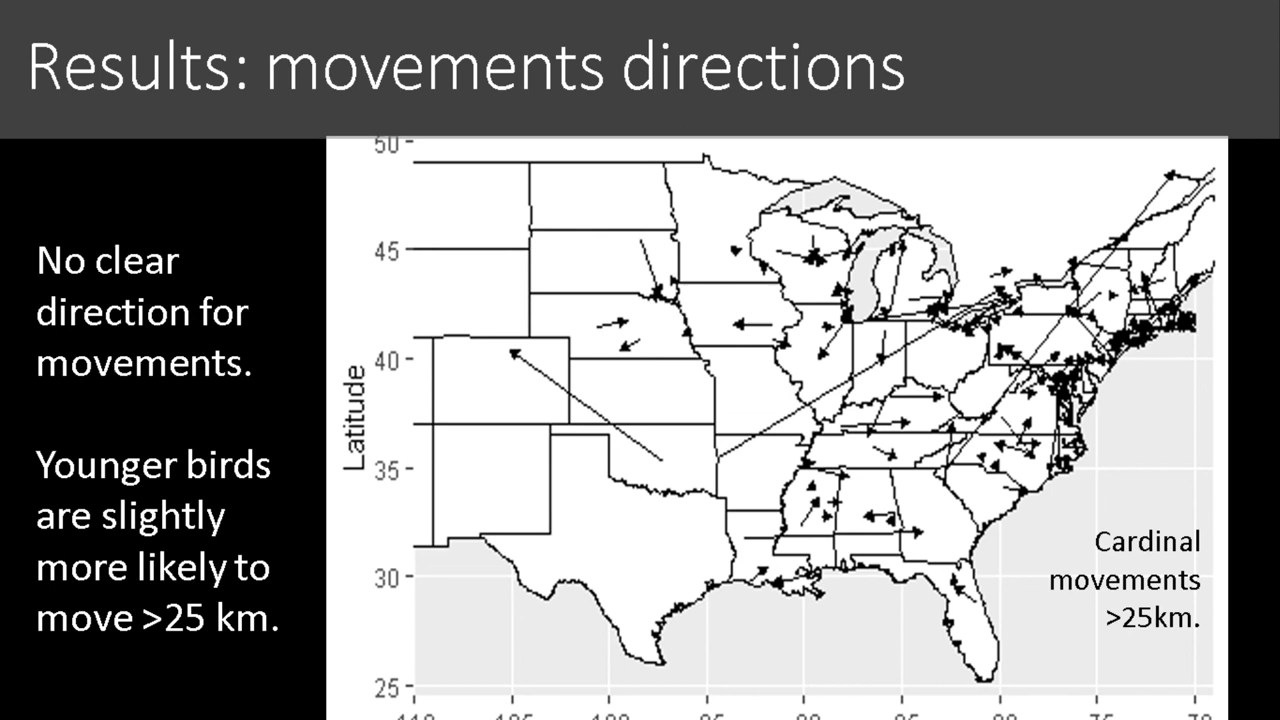 Results: movements directions
No clear
direction for
movements.
Younger birds
are slightly
more likely to
move >25 km.
50
45
40
35
30
25
Latitude
Cardinal
movements
>25km.